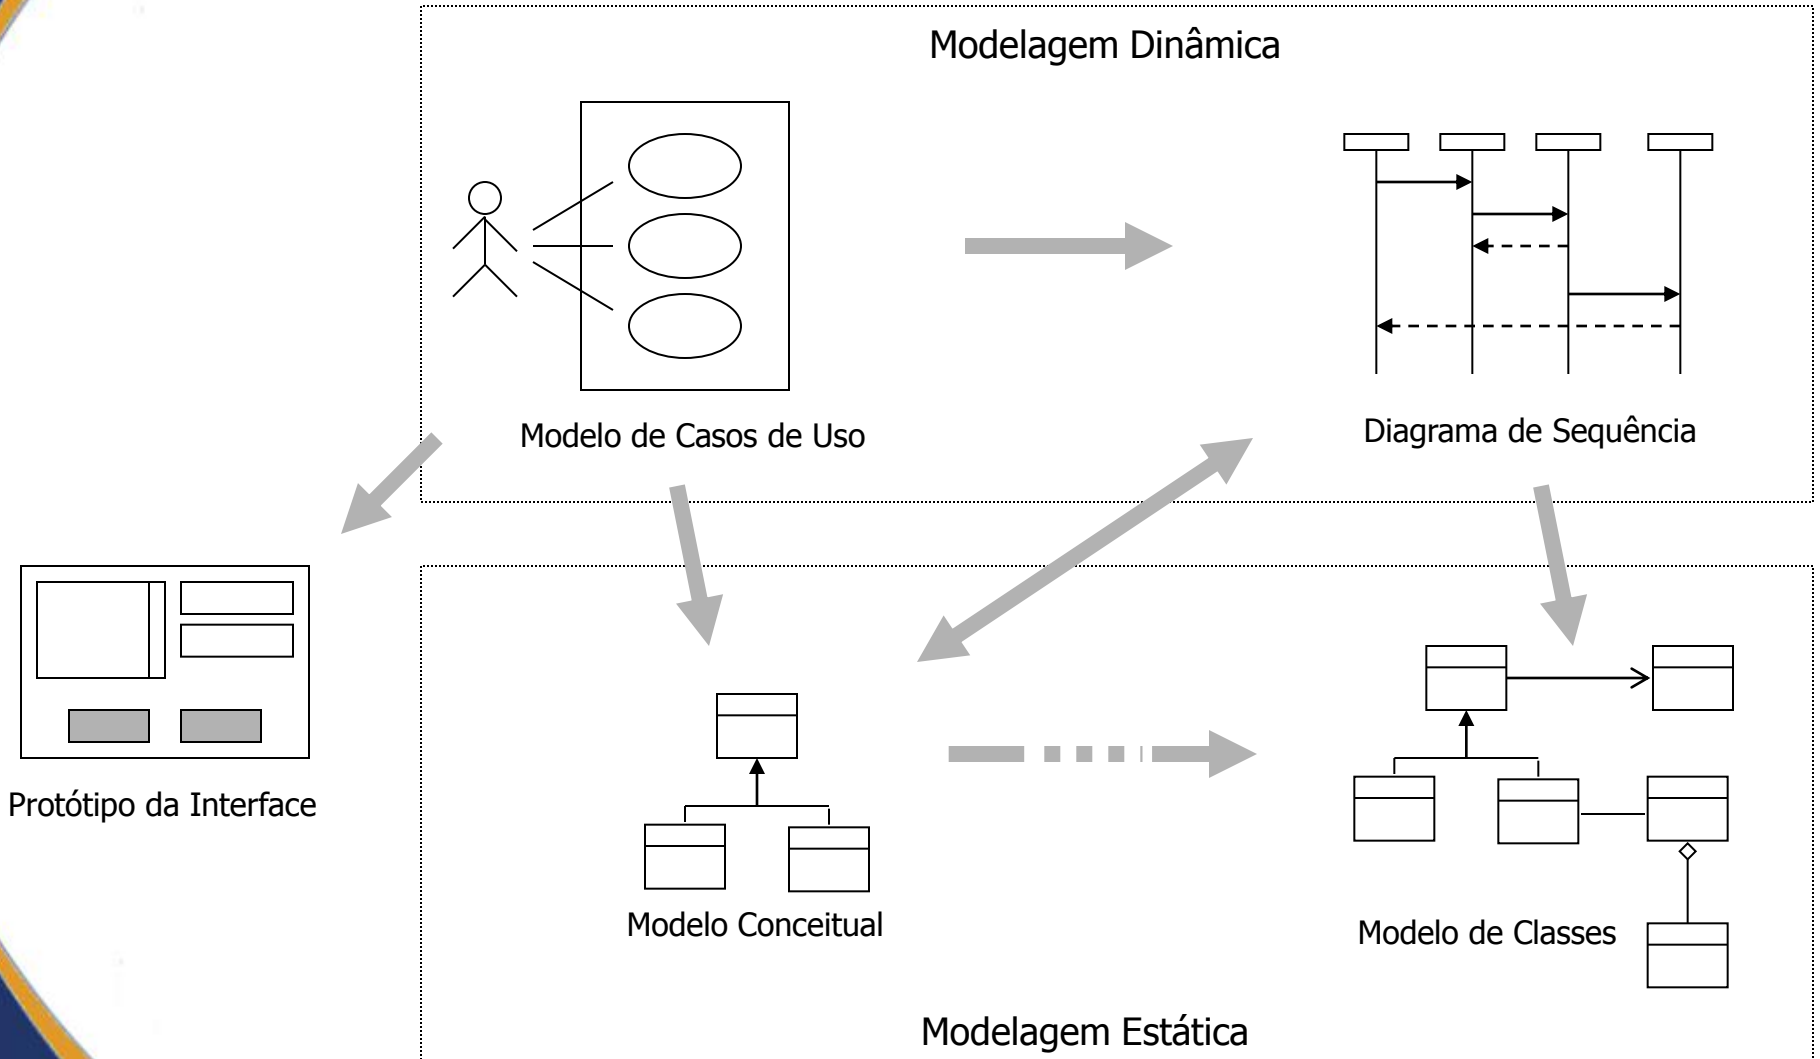 Modelagem Dinâmica
Modelo de Casos de Uso
Diagrama de Sequência
Protótipo da Interface
Modelo Conceitual
Modelo de Classes
Modelagem Estática